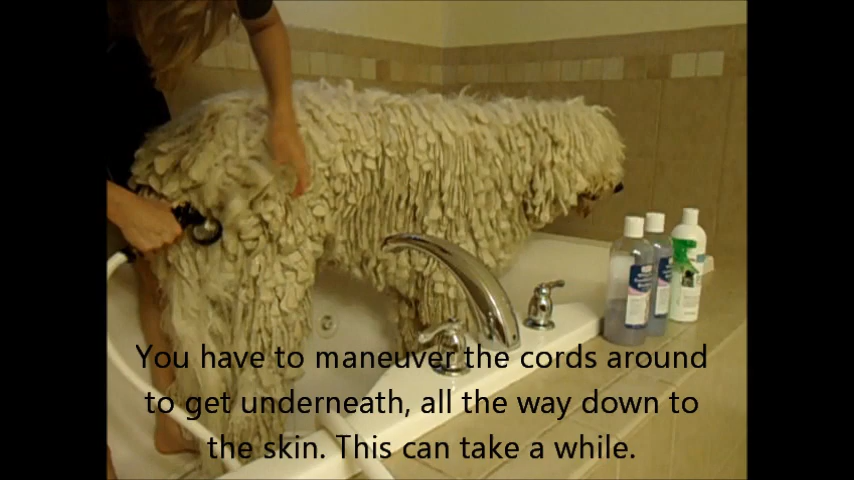 You have to maneuver the cords around
to get underneath, all the way down to
the skin. This can take a while.